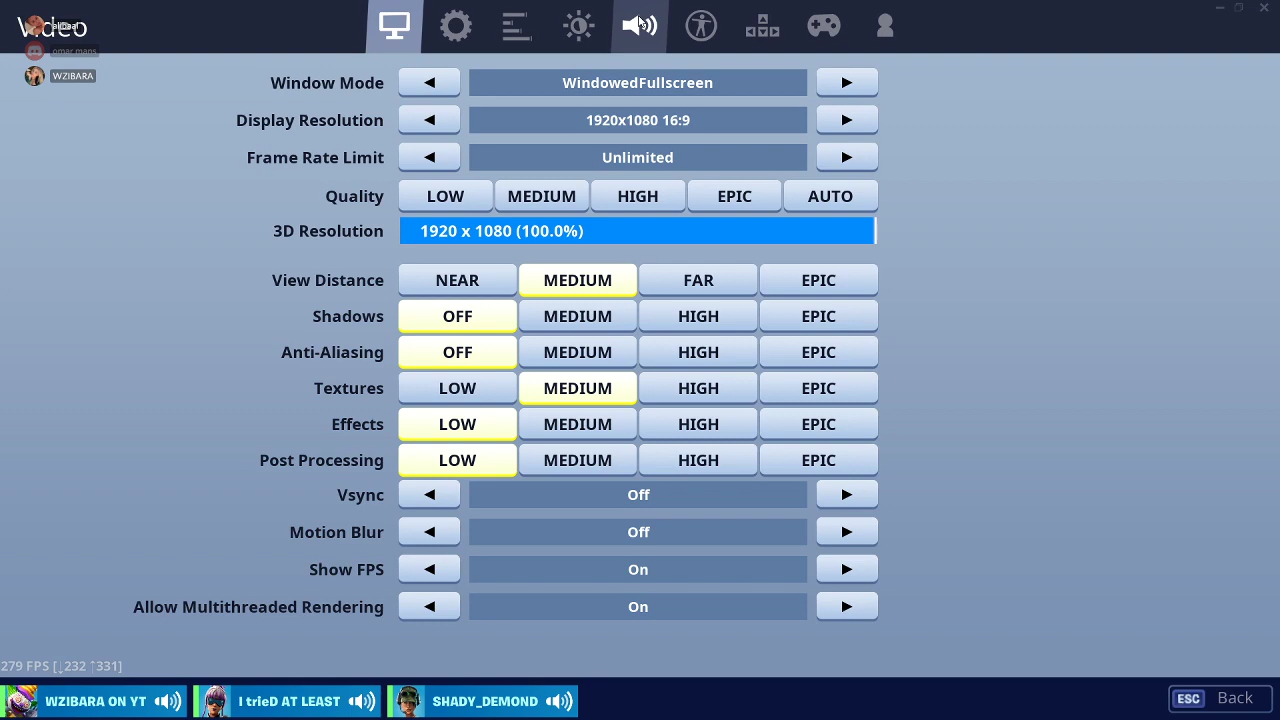 Video
omar mans
WZIBARA
Window Mode ◀ WindowedFullscreen ▶
Display Resolution ◀ 1920x1080 16:9 ▶
Frame Rate Limit ◀ Unlimited ▶
Quality LOW MEDIUM HIGH EPIC AUTO
3D Resolution 1920 x 1080 (100.0%)
View Distance NEAR MEDIUM FAR EPIC
Shadows OFF MEDIUM HIGH EPIC
Anti-Aliasing OFF MEDIUM HIGH EPIC
Textures LOW MEDIUM HIGH EPIC
Effects LOW MEDIUM HIGH EPIC
Post Processing LOW MEDIUM HIGH EPIC
Vsync ◀ Off ▶
Motion Blur ◀ Off ▶
Show FPS ◀ On ▶
Allow Multithreaded Rendering ◀ On ▶
279 FPS [↓232 ↑331]
WZIBARA ON YT I trieD AT LEAST SHADY_DEMOND ESC Back